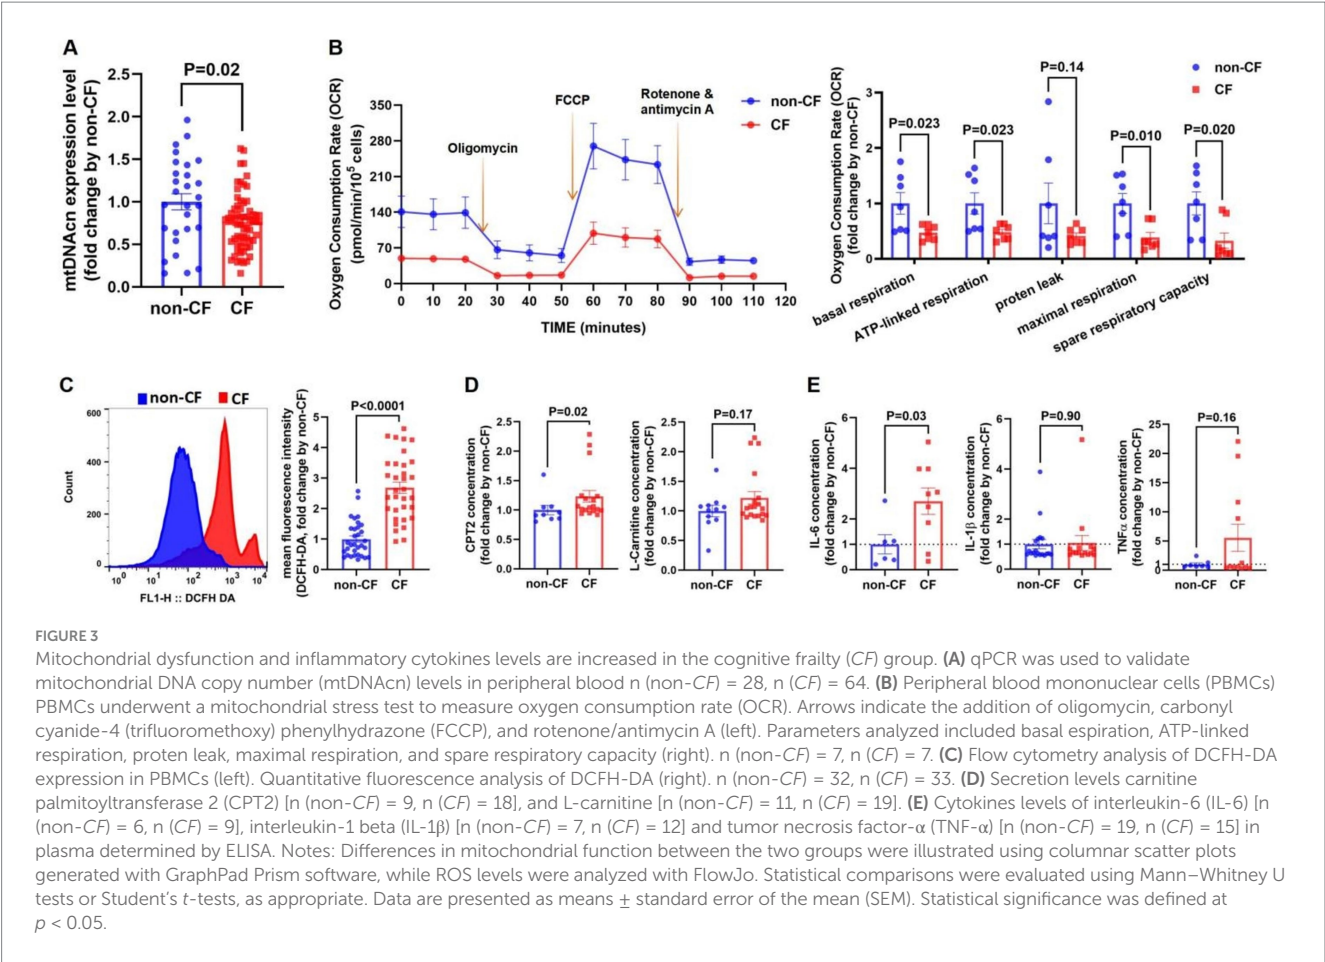 A
mtDNAcn expression level
(fold change by non-CF)
2.5
2.0
1.5
1.0
0.5
0.0
P=0.02
non-CF CF
B
Oxygen Consumption Rate (OCR)
(pmol/min/10⁵ cells)
350
280
210
140
70
0
Oligomycin
FCCP
Rotenone &
antimycin A
non-CF
CF
0 10 20 30 40 50 60 70 80 90 100 110 120
TIME (minutes)
Oxygen Consumption Rate (OCR)
(fold change by non-CF)
3
2
1
0
P=0.023
P=0.023
P=0.14
P=0.010
P=0.020
non-CF
CF
basal respiration
ATP-linked respiration
proten leak
maximal respiration
spare respiratory capacity
C
non-CF CF
Count
600
400
200
0
10⁰ 10¹ 10² 10³ 10⁴
FL1-H :: DCFH DA
mean fluorescence intensity
(DCFH-DA, fold change by non-CF)
5
4
3
2
1
0
P<0.0001
non-CF CF
D
CPT2 concentration
(fold change by non-CF)
2.5
2.0
1.5
1.0
0.5
0.0
P=0.02
non-CF CF
L-Carnitine concentration
(fold change by non-CF)
2.5
2.0
1.5
1.0
0.5
0.0
P=0.17
non-CF CF
E
IL-6 concentration
(fold change by non-CF)
6
4
2
1
0
P=0.03
non-CF CF
IL-1β concentration
(fold change by non-CF)
6
4
2
1
0
P=0.90
non-CF CF
TNFα concentration
(fold change by non-CF)
25
20
15
10
5
1
0
P=0.16
non-CF CF
FIGURE 3
Mitochondrial dysfunction and inflammatory cytokines levels are increased in the cognitive frailty (CF) group. (A) qPCR was used to validate
mitochondrial DNA copy number (mtDNAcn) levels in peripheral blood n (non-CF) = 28, n (CF) = 64. (B) Peripheral blood mononuclear cells (PBMCs)
PBMCs underwent a mitochondrial stress test to measure oxygen consumption rate (OCR). Arrows indicate the addition of oligomycin, carbonyl
cyanide-4 (trifluoromethoxy) phenylhydrazone (FCCP), and rotenone/antimycin A (left). Parameters analyzed included basal espiration, ATP-linked
respiration, proten leak, maximal respiration, and spare respiratory capacity (right). n (non-CF) = 7, n (CF) = 7. (C) Flow cytometry analysis of DCFH-DA
expression in PBMCs (left). Quantitative fluorescence analysis of DCFH-DA (right). n (non-CF) = 32, n (CF) = 33. (D) Secretion levels carnitine
palmitoyltransferase 2 (CPT2) [n (non-CF) = 9, n (CF) = 18], and L-carnitine [n (non-CF) = 11, n (CF) = 19]. (E) Cytokines levels of interleukin-6 (IL-6) [n
(non-CF) = 6, n (CF) = 9], interleukin-1 beta (IL-1β) [n (non-CF) = 7, n (CF) = 12] and tumor necrosis factor-α (TNF-α) [n (non-CF) = 19, n (CF) = 15] in
plasma determined by ELISA. Notes: Differences in mitochondrial function between the two groups were illustrated using columnar scatter plots
generated with GraphPad Prism software, while ROS levels were analyzed with FlowJo. Statistical comparisons were evaluated using Mann–Whitney U
tests or Student's t-tests, as appropriate. Data are presented as means ± standard error of the mean (SEM). Statistical significance was defined at
p < 0.05.